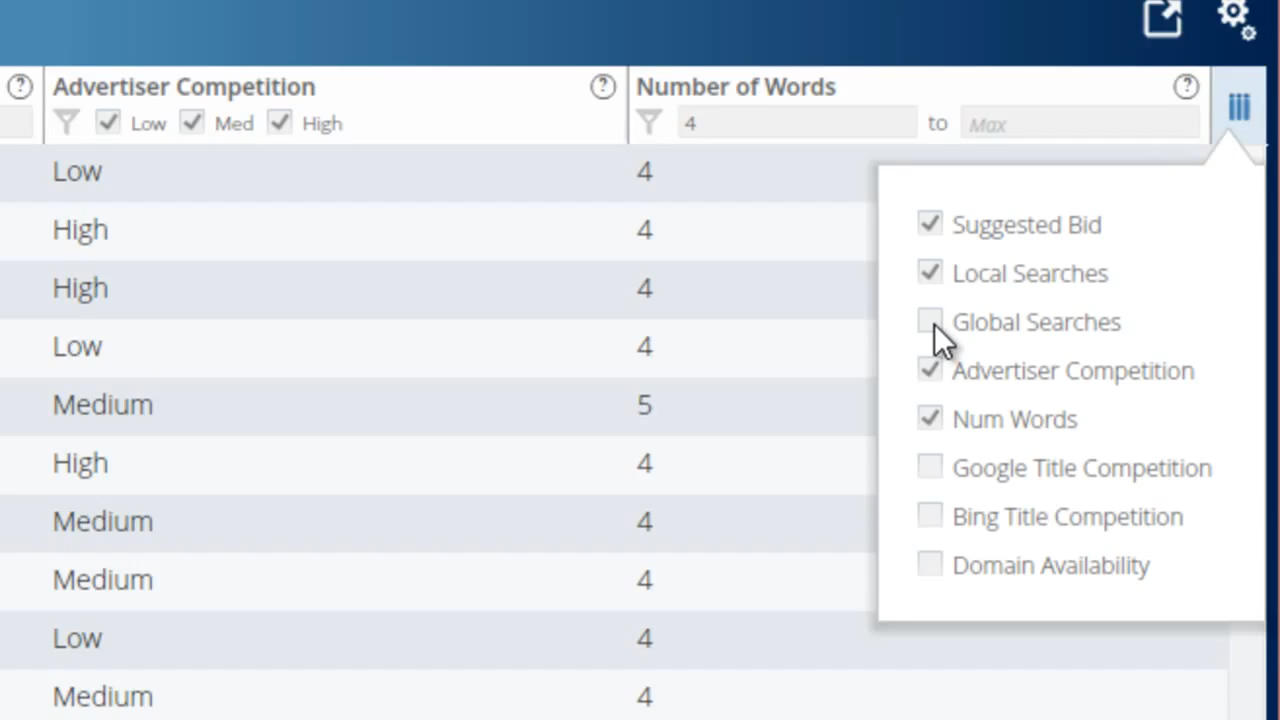 Advertiser Competition ? Number of Words ?
Low Med High 4 to Max
Low 4
High 4
High 4
Low 4
Medium 5
High 4
Medium 4
Medium 4
Low 4
Medium 4
Suggested Bid
Local Searches
Global Searches
Advertiser Competition
Num Words
Google Title Competition
Bing Title Competition
Domain Availability